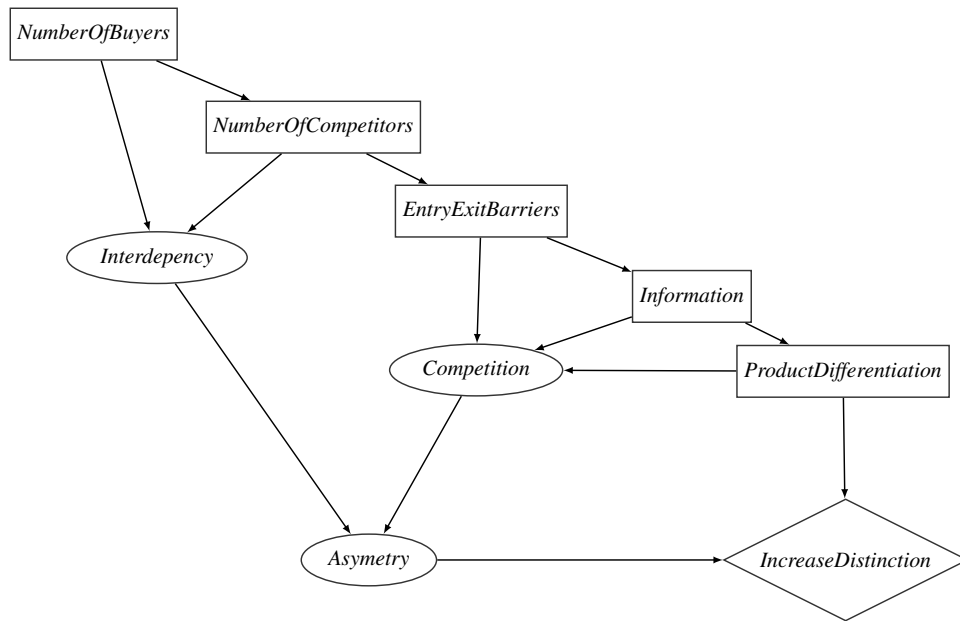 NumberOfBuyers
NumberOfCompetitors
EntryExitBarriers
Interdepency
Information
Competition
ProductDifferentiation
Asymetry
IncreaseDistinction